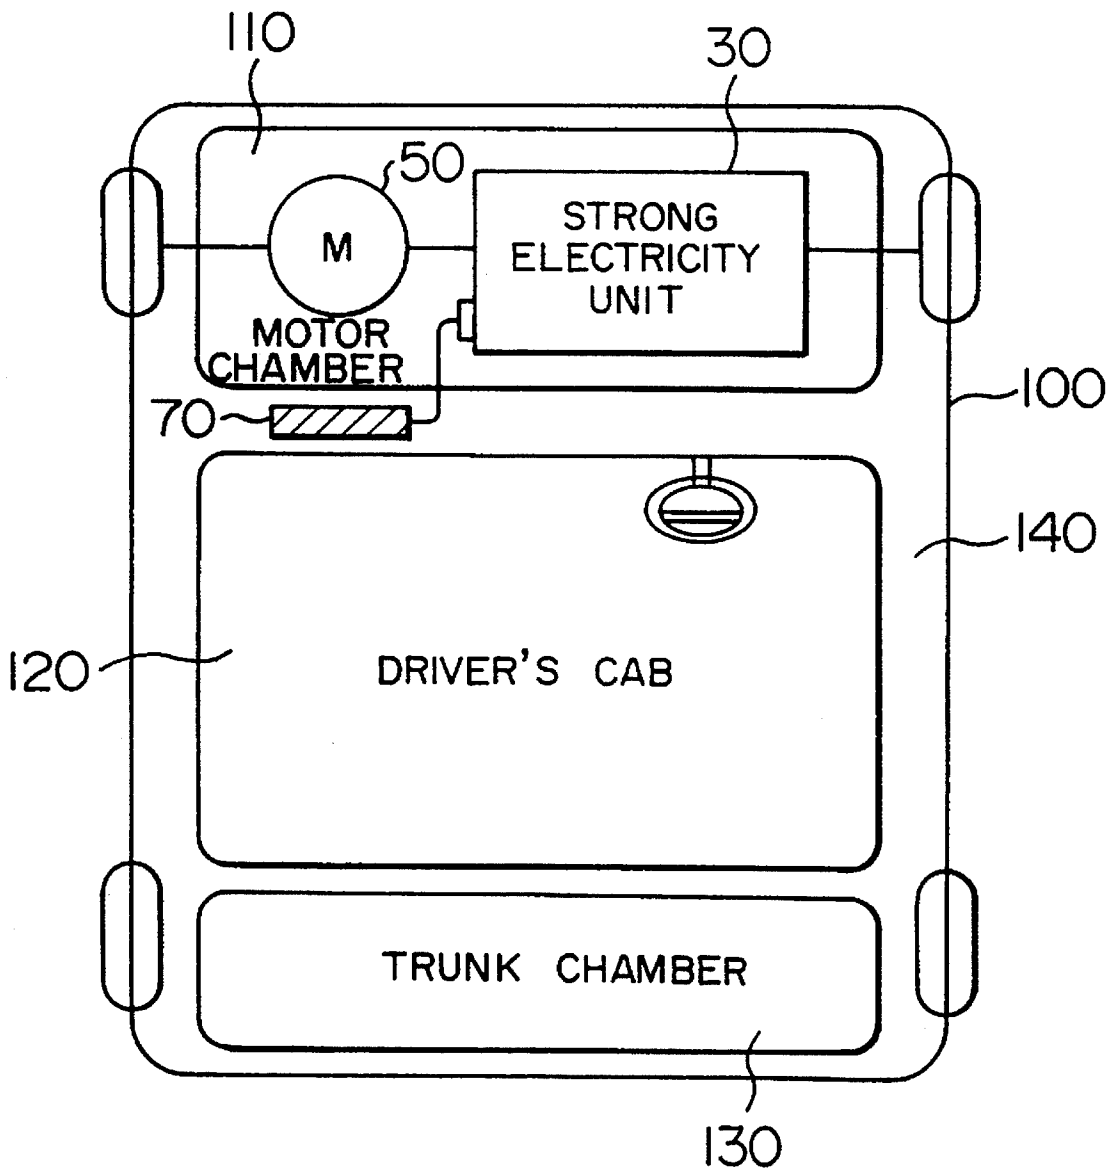 110
30
50
STRONG
ELECTRICITY
UNIT
M
MOTOR
CHAMBER
70
100
140
120
DRIVER'S CAB
TRUNK CHAMBER
130